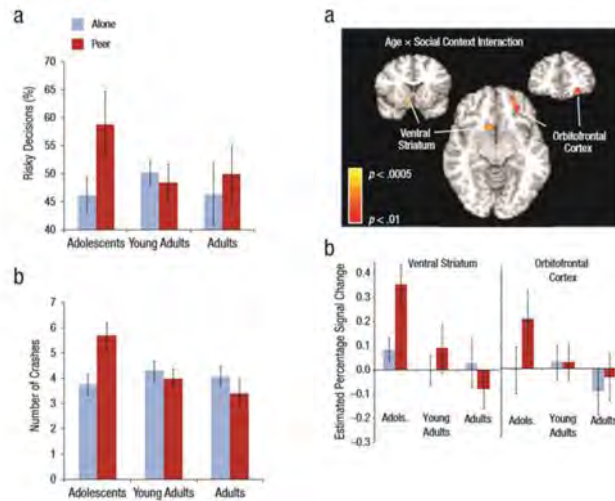 a
Alone
Peer
Risky Decisions (%)
70
65
60
55
50
45
40
Adolescents Young Adults Adults
b
Number of Crashes
7
6
5
4
3
2
1
0
Adolescents Young Adults Adults
a
Age × Social Context Interaction
Ventral
Striatum
Orbitofrontal
Cortex
p < .0005
p < .01
b
Ventral Striatum
Orbitofrontal
Cortex
Estimated Percentage Signal Change
0.4
0.3
0.2
0.1
0.0
-0.1
-0.2
-0.3
Adols. Young Adults Adols. Young Adults
Adults Adults